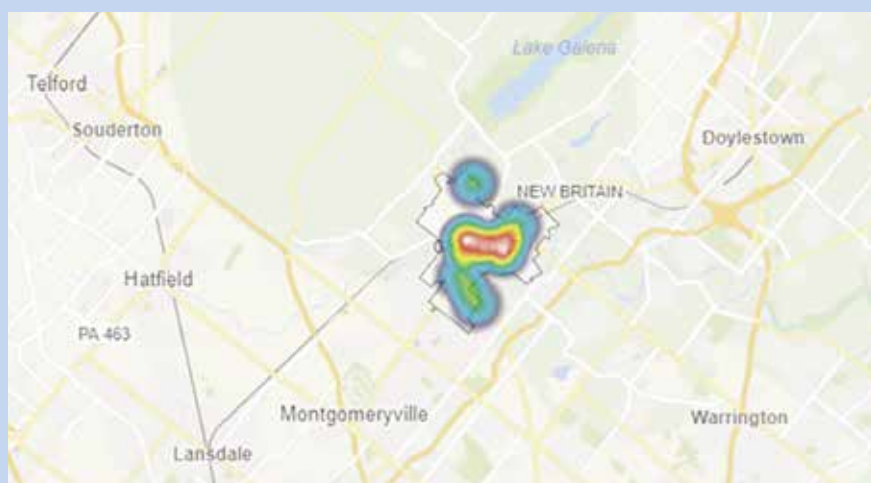 Lake Galena
Telford
Souderton
Doylestown
NEW BRITAIN
Hatfield
PA 463
Montgomeryville
Warrington
Lansdale